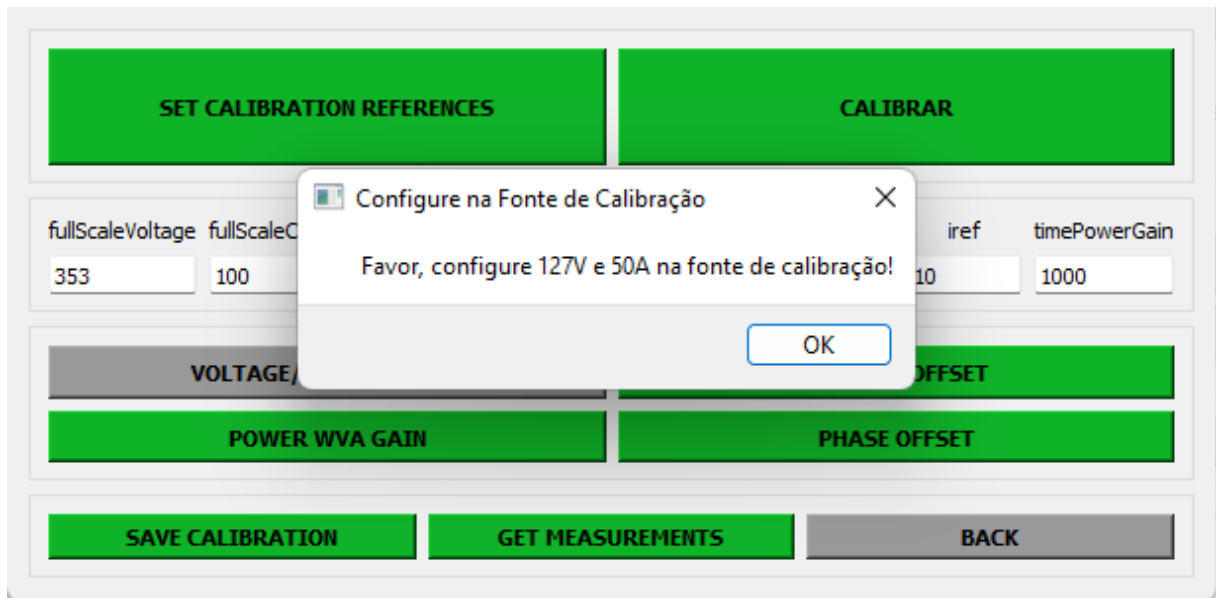 SET CALIBRATION REFERENCES
CALIBRAR
Configure na Fonte de Calibração
Favor, configure 127V e 50A na fonte de calibração!
OK
fullScaleVoltage fullScaleC iref timePowerGain
353 100 10 1000
VOLTAGE/ OFFSET
POWER WVA GAIN
PHASE OFFSET
SAVE CALIBRATION
GET MEASUREMENTS
BACK